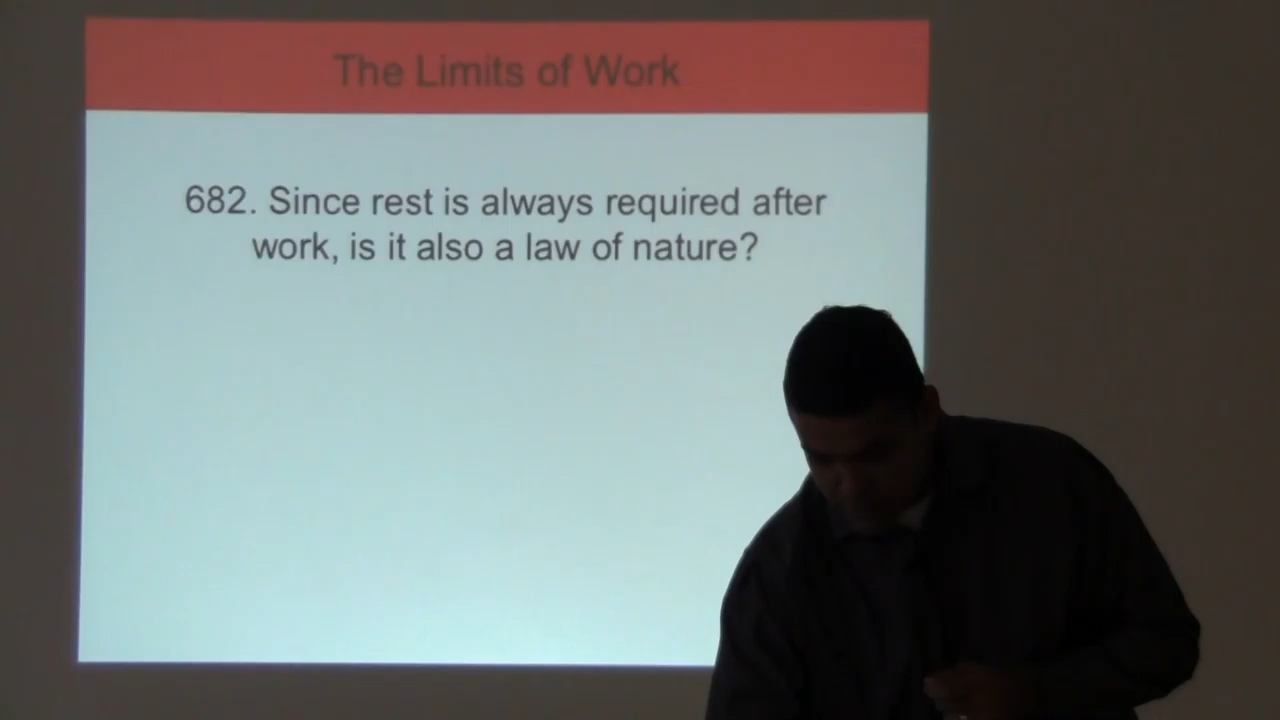 The Limits of Work
682. Since rest is always required after
work, is it also a law of nature?